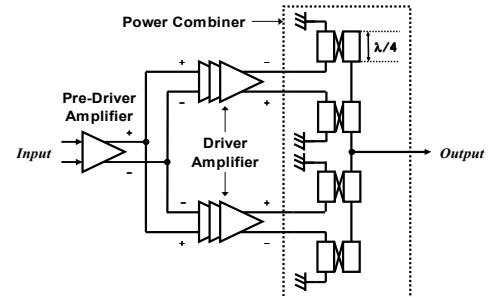 Power Combiner
λ/4
+
−
Pre-Driver
Amplifier
−
+
+
Driver
Amplifier
Input
Output
−
−
+
+
−